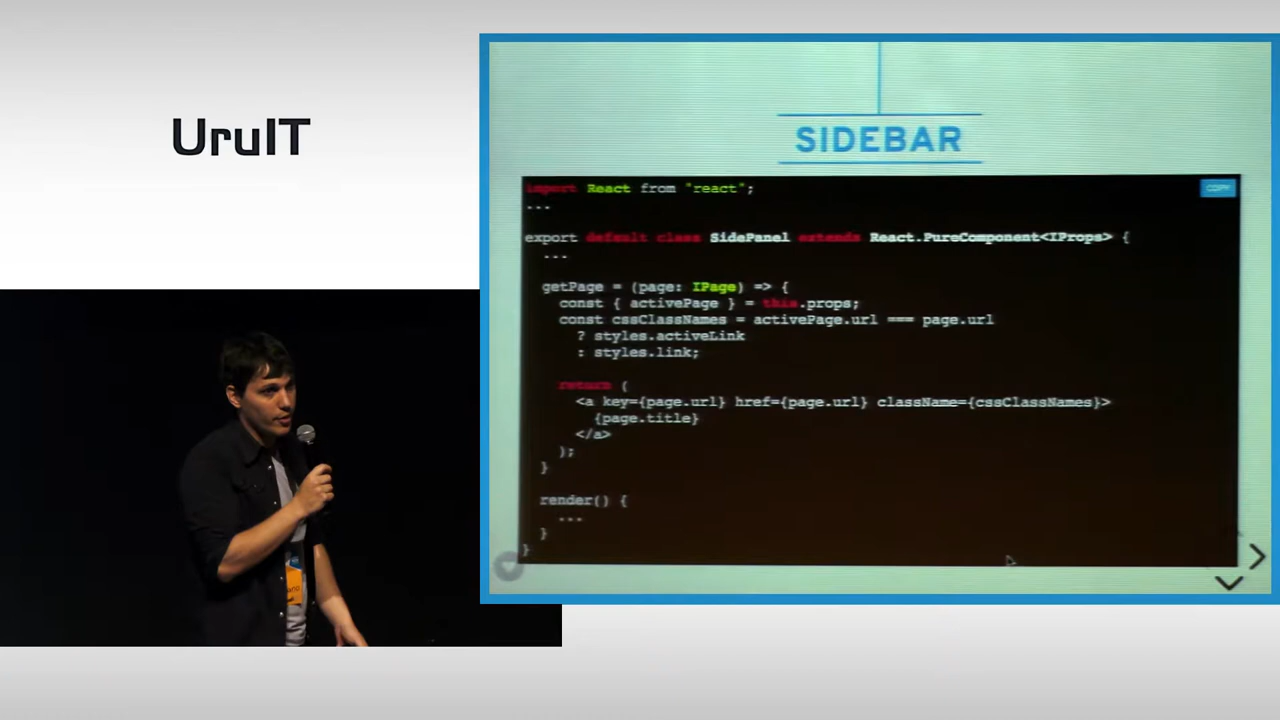 UruIT
SIDEBAR
COPY
import React from "react";
...
export default class SidePanel extends React.PureComponent<IProps> {
...
getPage = (page: IPage) => {
const { activePage } = this.props;
const cssClassNames = activePage.url === page.url
? styles.activeLink
: styles.link;
return (
<a key={page.url} href={page.url} className={cssClassNames}>
{page.title}
</a>
);
}
render() {
...
}
}